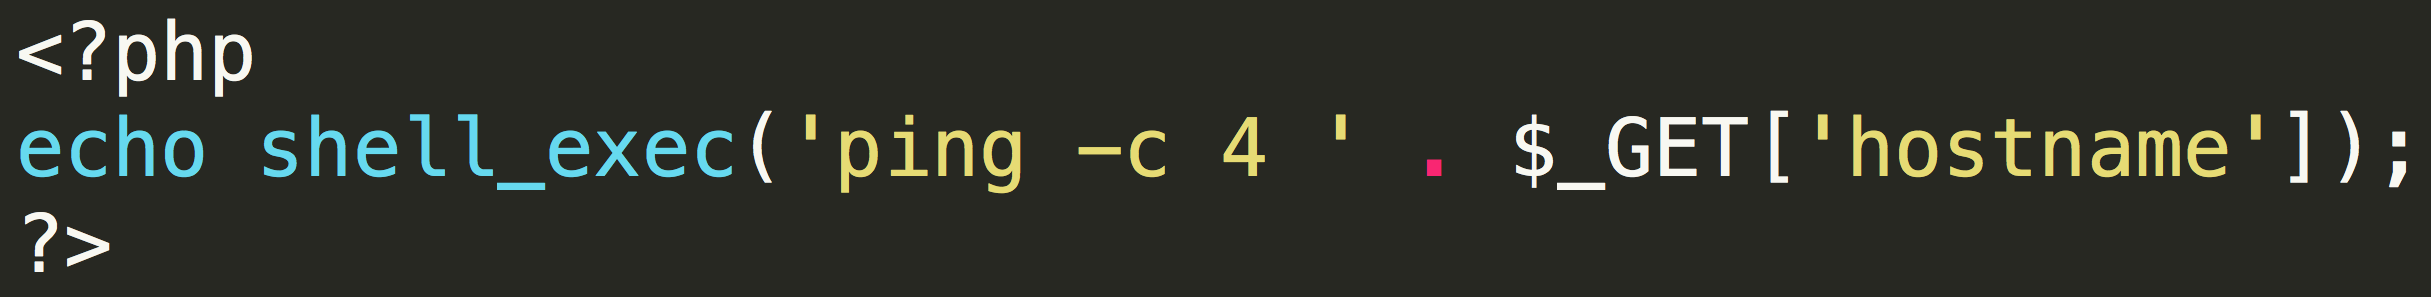 <?php
echo shell_exec('ping -c 4 ' . $_GET['hostname']);
?>